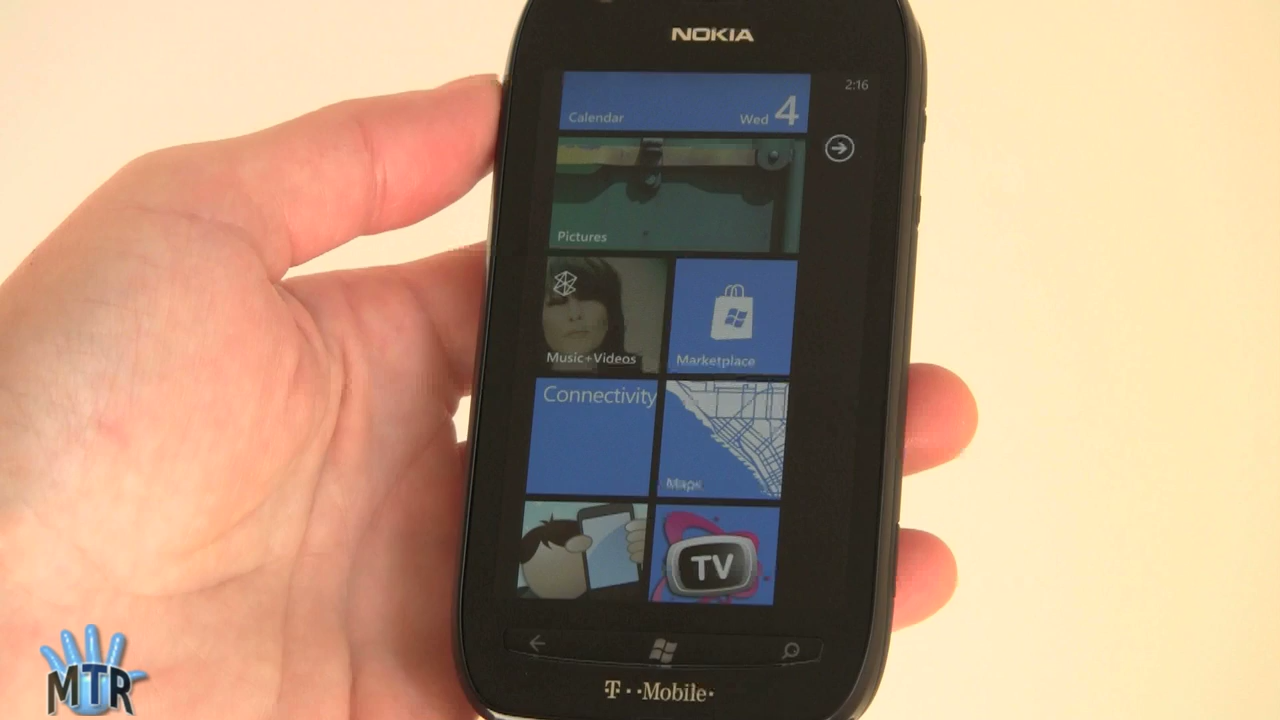 NOKIA
2:16
Calendar Wed 4
Pictures
Music+Videos
Marketplace
Connectivity
Maps
TV
T··Mobile·
MTR